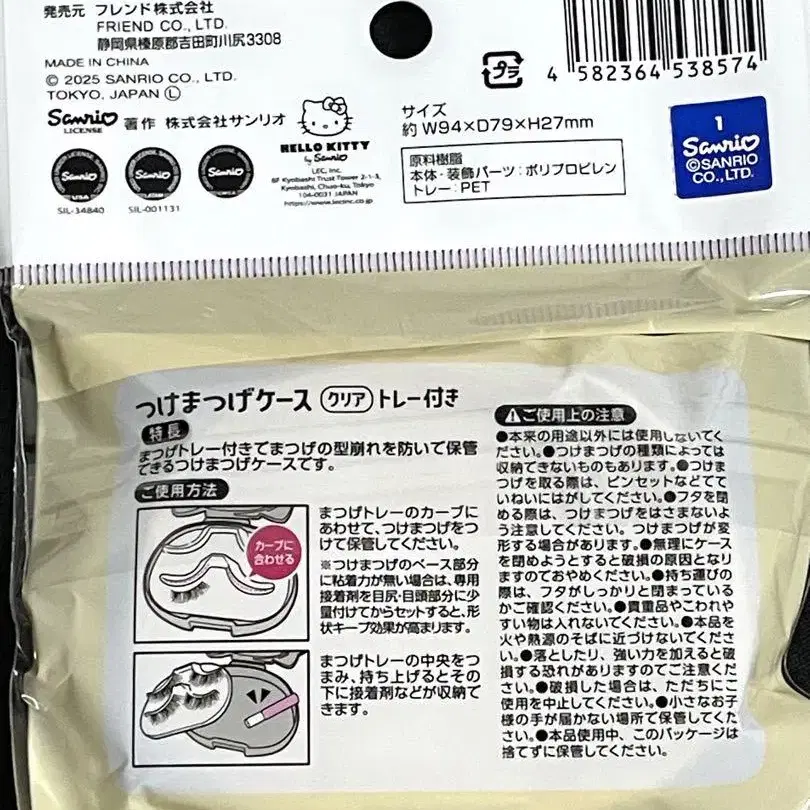 発売元 フレンド株式会社
FRIEND CO., LTD.
静岡県榛原郡吉田町川尻3308
MADE IN CHINA
© 2025 SANRIO CO., LTD.
TOKYO, JAPAN Ⓛ
Sanrio
LICENSE
著作 株式会社サンリオ
Sanrio
USA
SIL-34840
Sanrio
SIL-001131
Sanrio
HELLO KITTY
by Sanrio
LEC, Inc.
6F Kyobashi Trust Tower 2-1-3,
Kyobashi, Chuo-ku, Tokyo
104-0031 JAPAN
https://www.lecinc.co.jp
プラ
4 582364 538574
サイズ
約 W94×D79×H27mm
原料樹脂
本体・装飾パーツ:ポリプロピレン
トレー:PET
1
Sanrio
©SANRIO
CO., LTD.
つけまつげケース クリア トレー付き
特長
まつげトレー付きでまつげの型崩れを防いで保管
できるつけまつげケースです。
ご使用方法
カーブに
合わせる
まつげトレーのカーブに
あわせて、つけまつげをつ
けて保管してください。
※つけまつげのベース部分
に粘着力が無い場合は、専用
接着剤を目尻・目頭部分に少
量付けてからセットすると、形
状キープ効果が高まります。
まつげトレーの中央をつ
まみ、持ち上げるとその
下に接着剤などが収納で
きます。
ご使用上の注意
●本来の用途以外には使用しないでく
ださい。●つけまつげの種類によっては
収納できないものもあります。●つけま
つげを取る際は、ピンセットなどでて
いねいにはがしてください。●フタを閉
める際は、つけまつげをはさまないよ
う注意してください。つけまつげが変
形する場合があります。●無理にケース
を閉めようとすると破損の原因となり
ますのでおやめください。●持ち運びの
際は、フタがしっかりと閉まっている
かご確認ください。●貴重品やこわれや
すい物は入れないでください。●本品を
火や熱源のそばに近づけないでくださ
い。●落としたり、強い力を加えると破
損する恐れがありますのでご注意くだ
さい。●破損した場合は、ただちにご
使用を中止してください。●小さなお子
様の手が届かない場所で保管してくだ
さい。●本品使用中、このパッケージは
捨てずに保管してください。